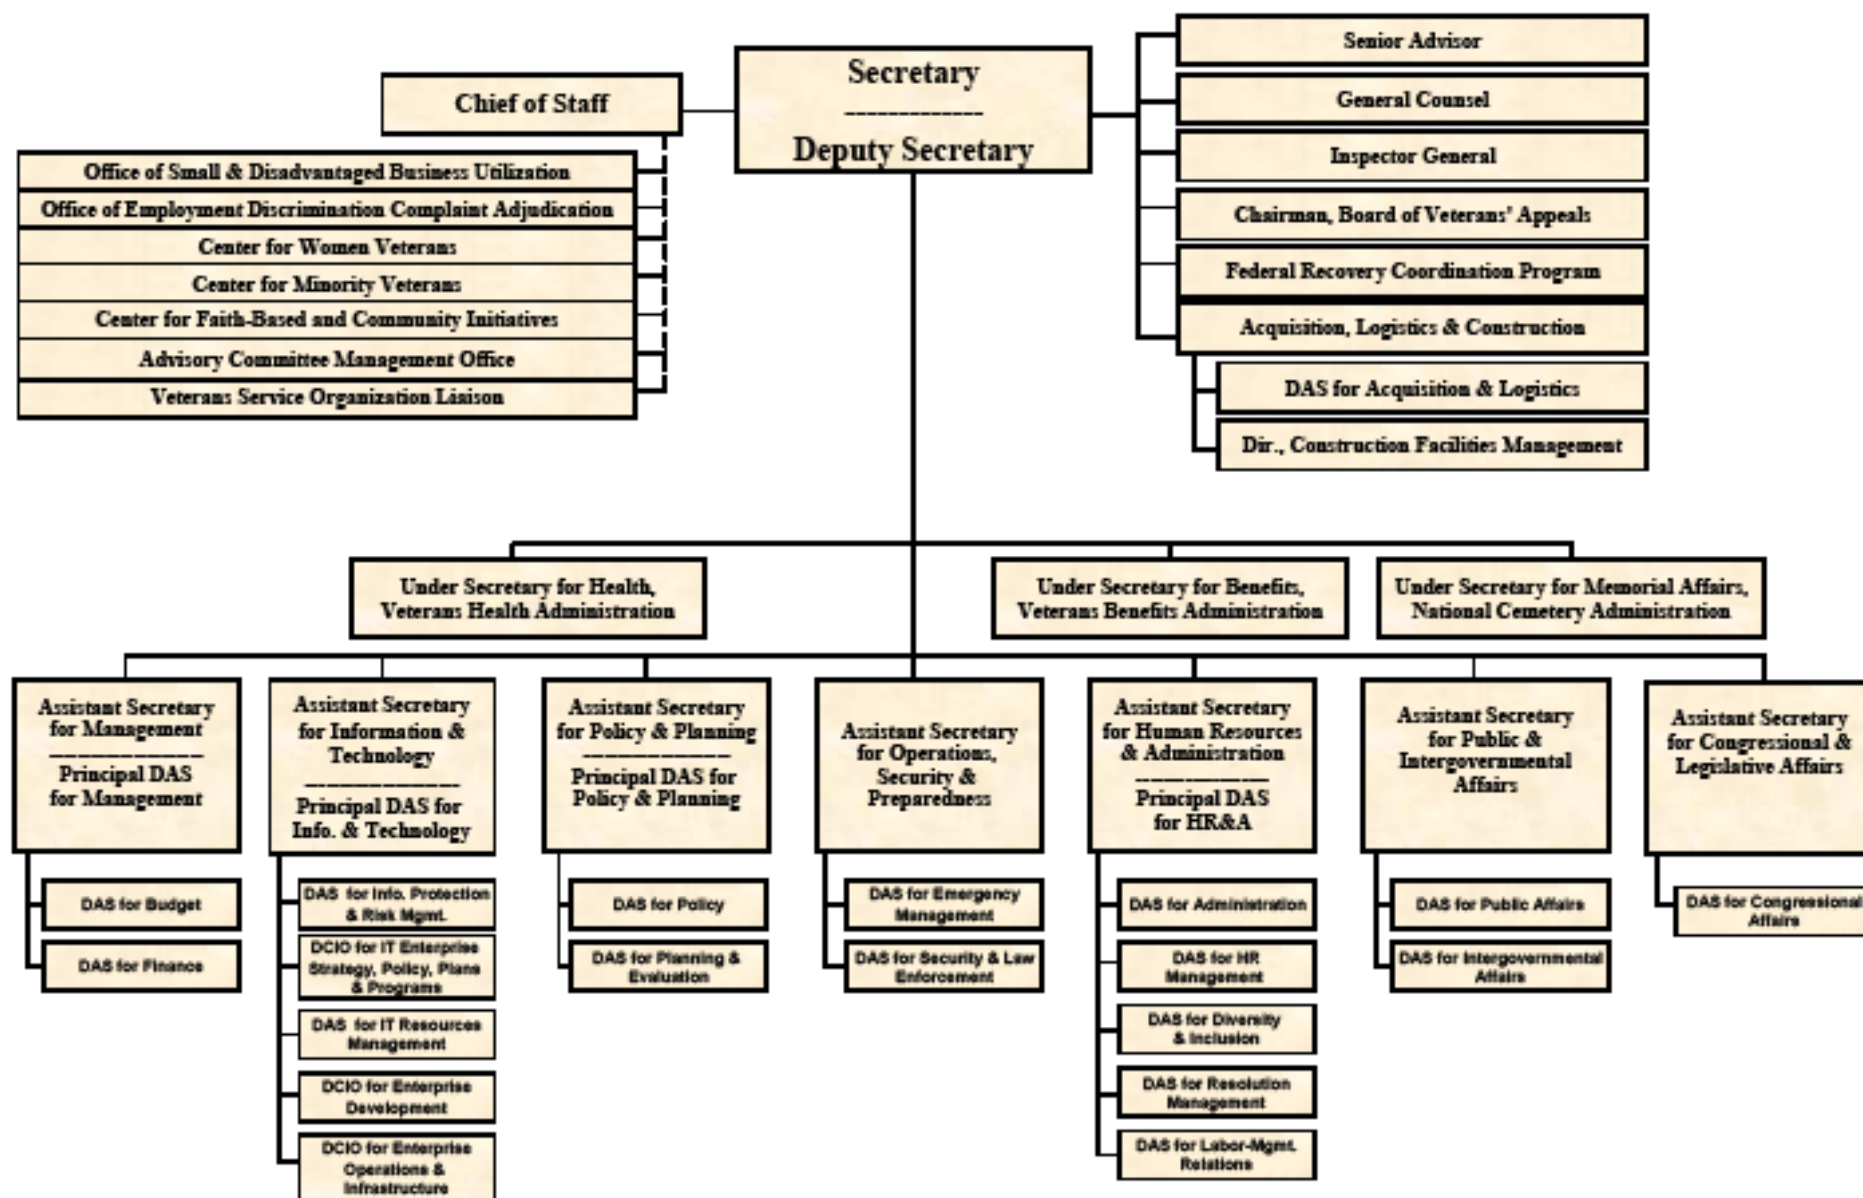 Secretary
-------------
Deputy Secretary
Chief of Staff
Office of Small & Disadvantaged Business Utilization
Office of Employment Discrimination Complaint Adjudication
Center for Women Veterans
Center for Minority Veterans
Center for Faith-Based and Community Initiatives
Advisory Committee Management Office
Veterans Service Organization Liaison
Senior Advisor
General Counsel
Inspector General
Chairman, Board of Veterans' Appeals
Federal Recovery Coordination Program
Acquisition, Logistics & Construction
DAS for Acquisition & Logistics
Dir., Construction Facilities Management
Under Secretary for Health,
Veterans Health Administration
Under Secretary for Benefits,
Veterans Benefits Administration
Under Secretary for Memorial Affairs,
National Cemetery Administration
Assistant Secretary
for Management
Principal DAS
for Management
DAS for Budget
DAS for Finance
Assistant Secretary
for Information &
Technology
Principal DAS for
Info. & Technology
DAS for Info. Protection
& Risk Mgmt.
DCIO for IT Enterprise
Strategy, Policy, Plans
& Programs
DAS for IT Resources
Management
DCIO for Enterprise
Development
DCIO for Enterprise
Operations &
Infrastructure
Assistant Secretary
for Policy & Planning
Principal DAS for
Policy & Planning
DAS for Policy
DAS for Planning &
Evaluation
Assistant Secretary
for Operations,
Security &
Preparedness
DAS for Emergency
Management
DAS for Security & Law
Enforcement
Assistant Secretary
for Human Resources
& Administration
Principal DAS
for HR&A
DAS for Administration
DAS for HR
Management
DAS for Diversity
& Inclusion
DAS for Resolution
Management
DAS for Labor-Mgmt.
Relations
Assistant Secretary
for Public &
Intergovernmental
Affairs
DAS for Public Affairs
DAS for Intergovernmental
Affairs
Assistant Secretary
for Congressional &
Legislative Affairs
DAS for Congressional
Affairs